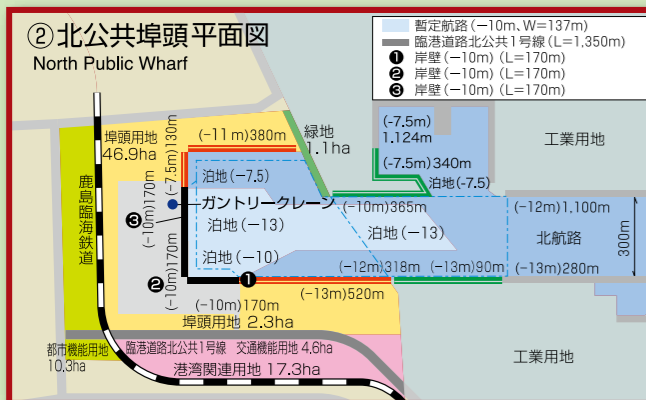 ②北公共埠頭平面図
North Public Wharf
暫定航路(−10m、W=137m)
臨港道路北公共1号線(L=1,350m)
❶ 岸壁(−10m)(L=170m)
❷ 岸壁(−10m)(L=170m)
❸ 岸壁(−10m)(L=170m)
埠頭用地
46.9ha
(−7.5m)130m
(−10m)170m
(−11m)380m
緑地
1.1ha
(-7.5m)
1,124m
(-7.5m)340m
泊地(-7.5)
工業用地
鹿島臨海鉄道
泊地(−7.5)
ガントリークレーン
❸
(−10m)170m
泊地(−13)
(−10m)365m
泊地(−13)
(−12m)1,100m
北航路
300m
泊地(−10)
❶
(−12m)318m
(−13m)90m
(−13m)280m
❷
(−10m)170m
(−13m)520m
埠頭用地 2.3ha
都市機能用地
10.3ha
臨港道路北公共1号線 交通機能用地 4.6ha
港湾関連用地 17.3ha
工業用地